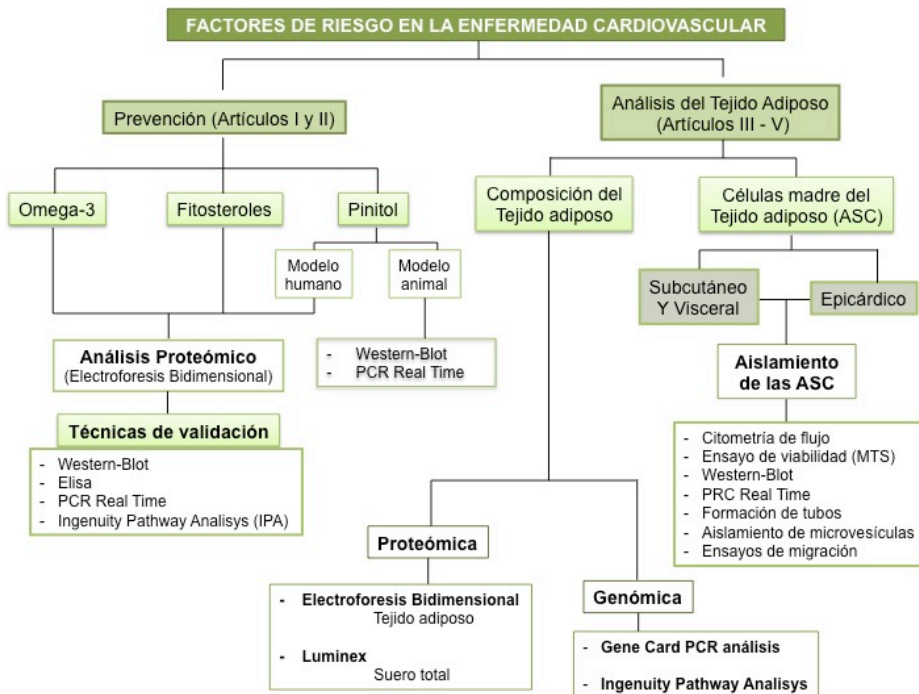 FACTORES DE RIESGO EN LA ENFERMEDAD CARDIOVASCULAR
Prevención (Artículos I y II)
Análisis del Tejido Adiposo
(Artículos III - V)
Omega-3
Fitosteroles
Pinitol
Composición del
Tejido adiposo
Células madre del
Tejido adiposo (ASC)
Modelo
humano
Modelo
animal
Subcutáneo
Y Visceral
Epicárdico
Análisis Proteómico
(Electroforesis Bidimensional)
- Western-Blot
- PCR Real Time
Aislamiento
de las ASC
Técnicas de validación
- Western-Blot
- Elisa
- PCR Real Time
- Ingenuity Pathway Analisys (IPA)
- Citometría de flujo
- Ensayo de viabilidad (MTS)
- Western-Blot
- PRC Real Time
- Formación de tubos
- Aislamiento de microvesículas
- Ensayos de migración
Proteómica
- Electroforesis Bidimensional
Tejido adiposo
- Luminex
Suero total
Genómica
- Gene Card PCR análisis
- Ingenuity Pathway Analisys